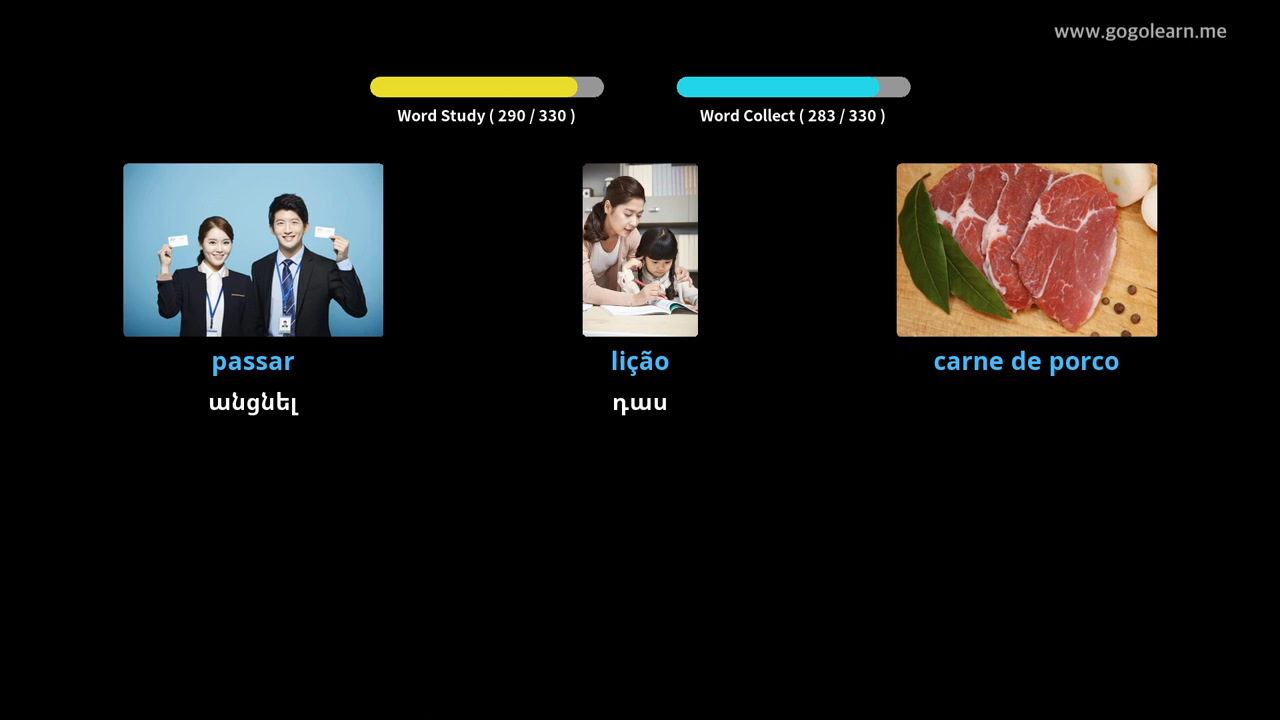 www.gogolearn.me
Word Study ( 290 / 330 )
Word Collect ( 283 / 330 )
passar
lição
carne de porco
անցնել
դաս